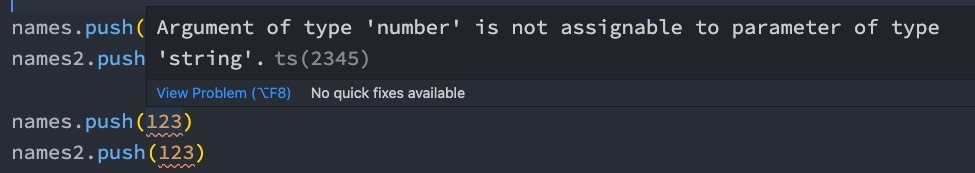 names.push( Argument of type 'number' is not assignable to parameter of type
names2.push 'string'. ts(2345)
View Problem (⌥F8) No quick fixes available
names.push(123)
names2.push(123)